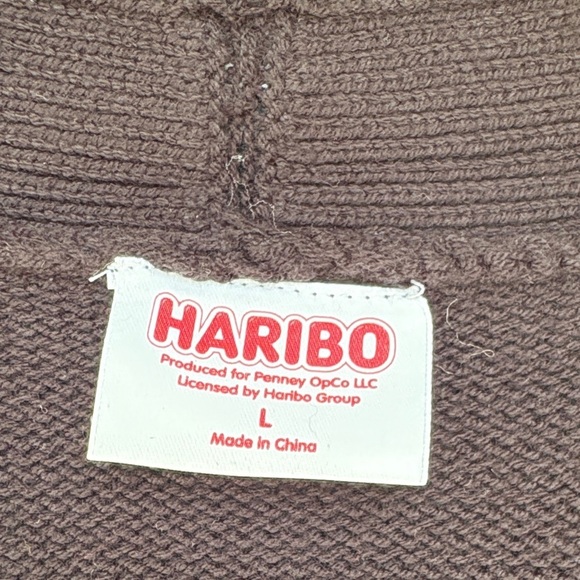 HARIBO
Produced for Penney OpCo LLC
Licensed by Haribo Group
L
Made in China